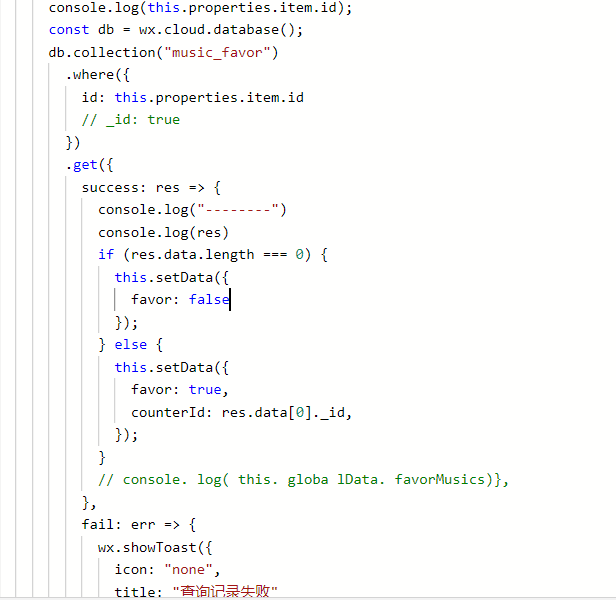 console.log(this.properties.item.id);
const db = wx.cloud.database();
db.collection("music_favor")
.where({
id: this.properties.item.id
// _id: true
})
.get({
success: res => {
console.log("--------")
console.log(res)
if (res.data.length === 0) {
this.setData({
favor: false
});
} else {
this.setData({
favor: true,
counterId: res.data[0]._id,
});
}
// console. log( this. globa lData. favorMusics)},
},
fail: err => {
wx.showToast({
icon: "none",
title: "查询记录失败"